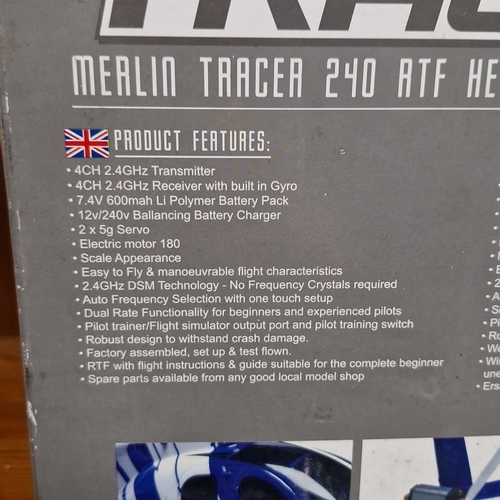 MERLIN TRACER 240 RTF HE
PRODUCT FEATURES:
• 4CH 2.4GHz Transmitter
• 4CH 2.4GHz Receiver with built in Gyro
• 7.4V 600mah Li Polymer Battery Pack
• 12v/240v Ballancing Battery Charger
• 2 x 5g Servo
• Electric motor 180
• Scale Appearance
• Easy to Fly & manoeuvrable flight characteristics
• 2.4GHz DSM Technology - No Frequency Crystals required
• Auto Frequency Selection with one touch setup
• Dual Rate Functionality for beginners and experienced pilots
• Pilot trainer/Flight simulator output port and pilot training switch
• Robust design to withstand crash damage.
• Factory assembled, set up & test flown.
• RTF with flight instructions & guide suitable for the complete beginner
• Spare parts available from any good local model shop